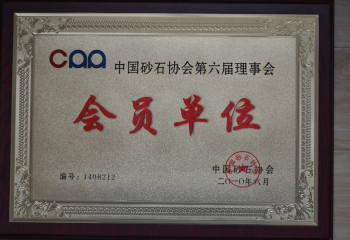 CAA 中国砂石协会第六届理事会
会员单位
编号：1406212
中国砂石协会
二〇一〇年六月